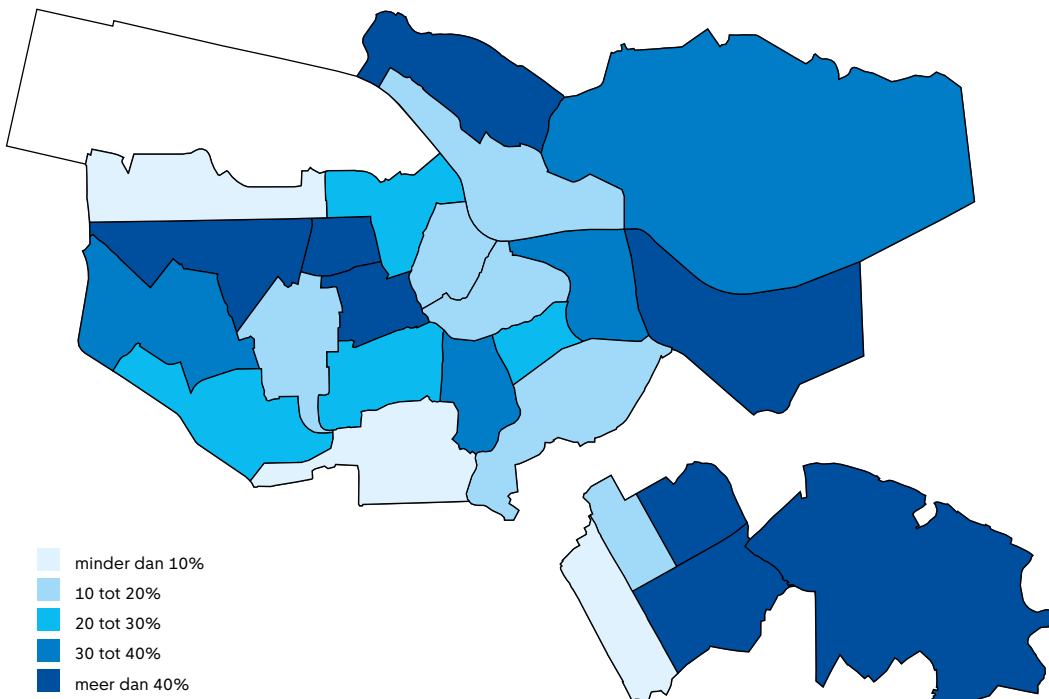 minder dan 10%
10 tot 20%
20 tot 30%
30 tot 40%
meer dan 40%